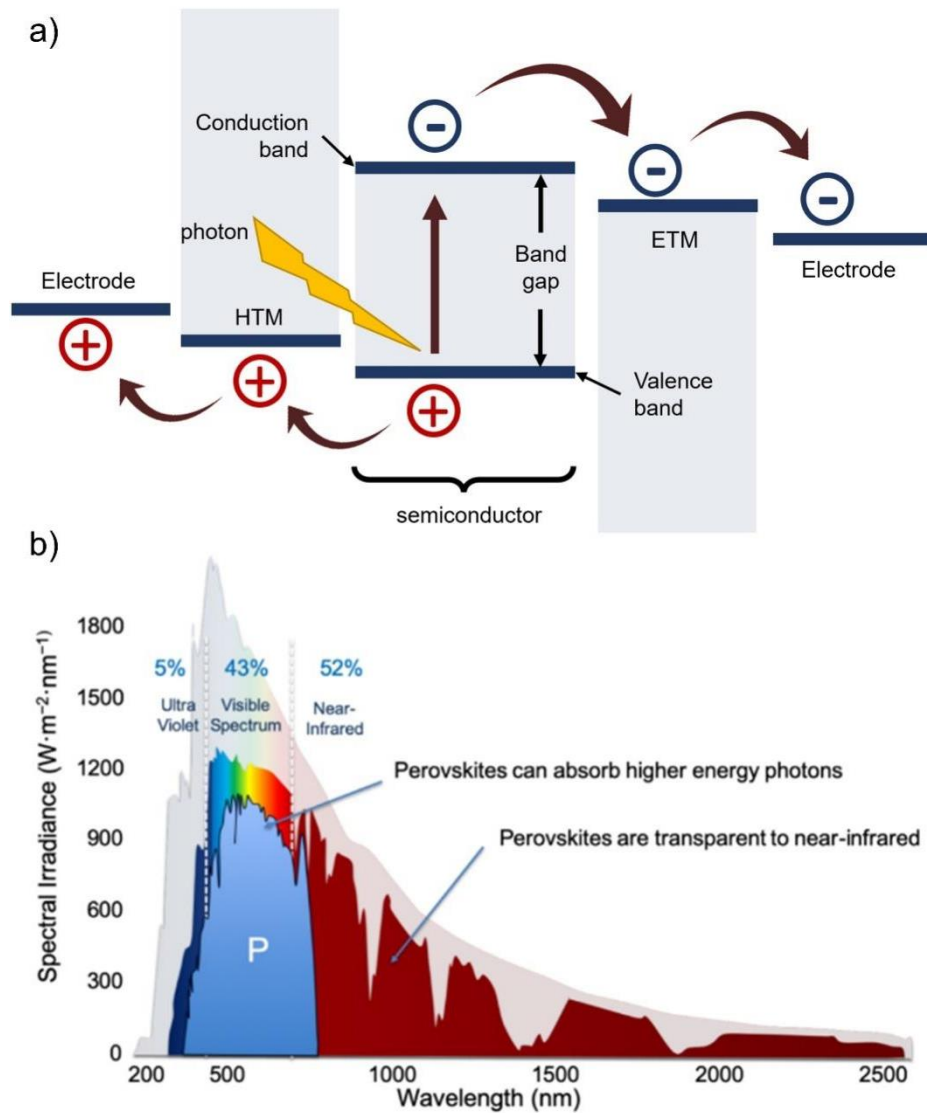 a)
Conduction
band
photon
Band
gap
ETM
Electrode
Electrode
HTM
Valence
band
semiconductor
b)
Spectral Irradiance (W·m⁻²·nm⁻¹)
1800
1500
1200
900
600
300
0
5%
43%
52%
Ultra
Violet
Visible
Spectrum
Near-
Infrared
Perovskites can absorb higher energy photons
Perovskites are transparent to near-infrared
P
200
500
1000
1500
2000
2500
Wavelength (nm)